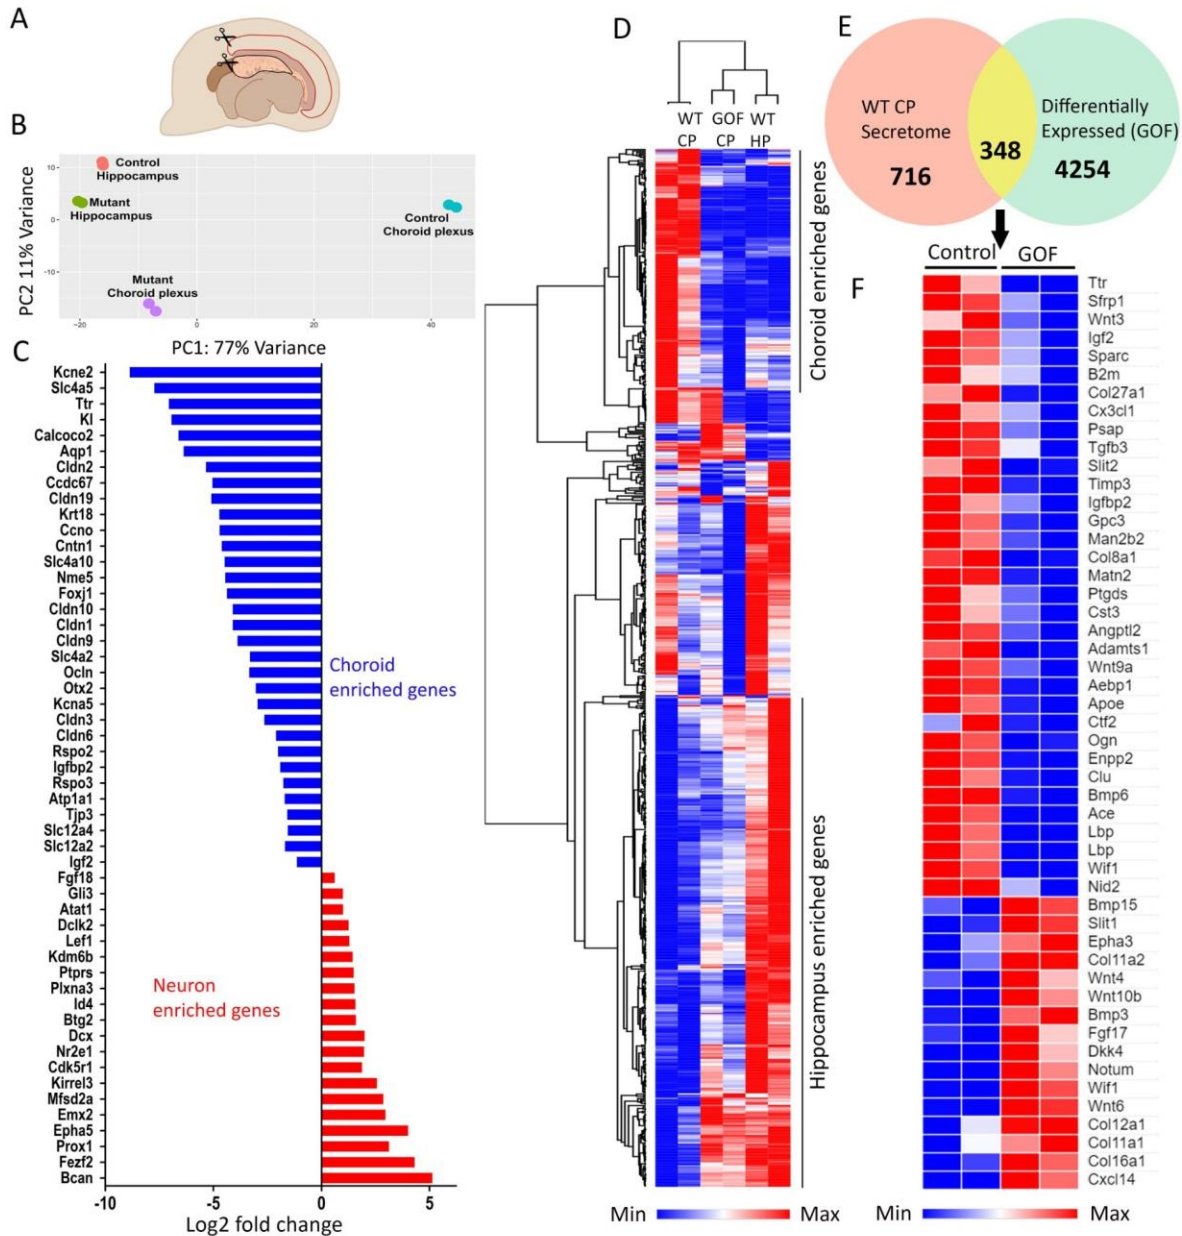 A
B
Control
Hippocampus
Mutant
Hippocampus
Control
Choroid plexus
Mutant
Choroid plexus
PC2 11% Variance
10
0
-10
-20
0
20
40
PC1: 77% Variance
C
Kcne2
Slc4a5
Ttr
Kl
Calcoco2
Aqp1
Cldn2
Ccdc67
Cldn19
Krt18
Ccno
Cntn1
Slc4a10
Nme5
Foxj1
Cldn10
Cldn1
Cldn9
Slc4a2
Ocln
Otx2
Kcna5
Cldn3
Cldn6
Rspo2
Igfbp2
Rspo3
Atp1a1
Tjp3
Slc12a4
Slc12a2
Igf2
Fgf18
Gli3
Atat1
Dclk2
Lef1
Kdm6b
Ptprs
Plxna3
Id4
Btg2
Dcx
Nr2e1
Cdk5r1
Kirrel3
Mfsd2a
Emx2
Epha5
Prox1
Fezf2
Bcan
Choroid
enriched genes
Neuron
enriched genes
-10
-5
0
5
Log2 fold change
D
WT GOF WT
CP CP HP
Choroid enriched genes
Hippocampus enriched genes
Min
Max
E
WT CP
Secretome
716
348
Differentially
Expressed (GOF)
4254
F
Control GOF
Ttr
Sfrp1
Wnt3
Igf2
Sparc
B2m
Col27a1
Cx3cl1
Psap
Tgfb3
Slit2
Timp3
Igfbp2
Gpc3
Man2b2
Col8a1
Matn2
Ptgds
Cst3
Angptl2
Adamts1
Wnt9a
Aebp1
Apoe
Ctf2
Ogn
Enpp2
Clu
Bmp6
Ace
Lbp
Lbp
Wif1
Nid2
Bmp15
Slit1
Epha3
Col11a2
Wnt4
Wnt10b
Bmp3
Fgf17
Dkk4
Notum
Wif1
Wnt6
Col12a1
Col11a1
Col16a1
Cxcl14
Min
Max